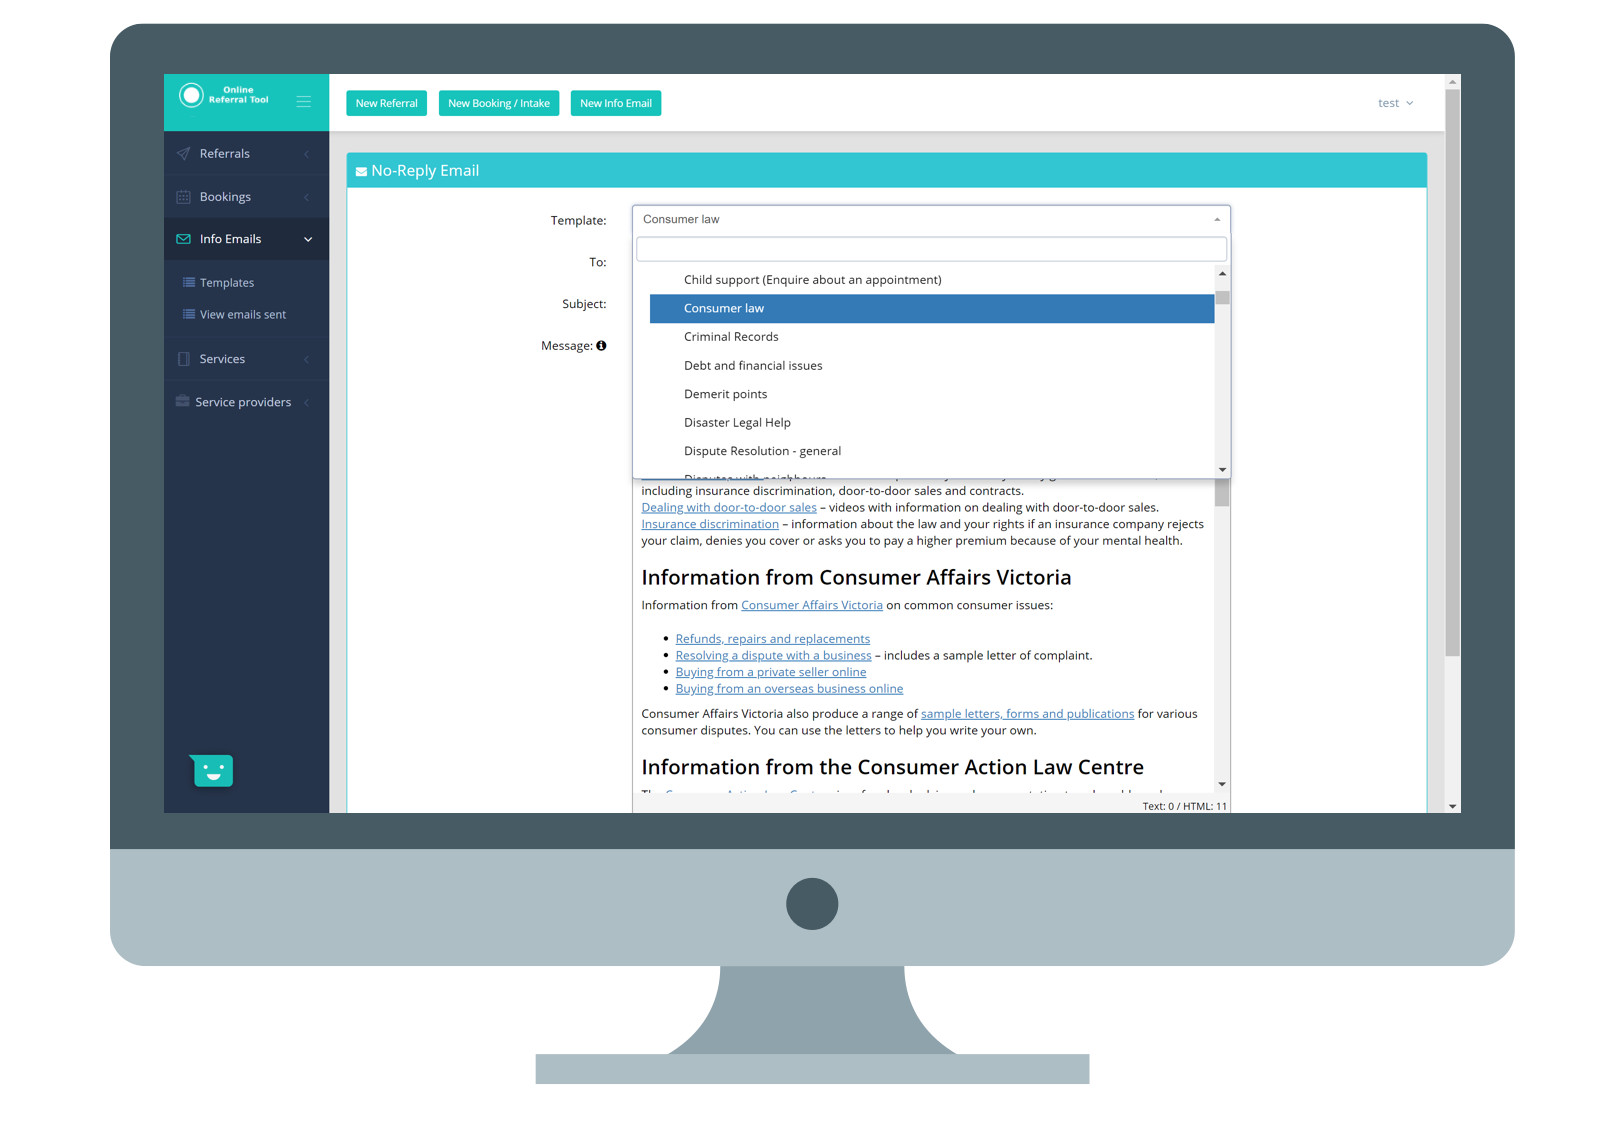 Online
Referral Tool
New Referral
New Booking / Intake
New Info Email
test
Referrals
Bookings
Info Emails
Templates
View emails sent
Services
Service providers
No-Reply Email
Template:
Consumer law
To:
Subject:
Message:
Child support (Enquire about an appointment)
Consumer law
Criminal Records
Debt and financial issues
Demerit points
Disaster Legal Help
Dispute Resolution - general
Disputes with neighbours
including insurance discrimination, door-to-door sales and contracts.
Dealing with door-to-door sales – videos with information on dealing with door-to-door sales.
Insurance discrimination – information about the law and your rights if an insurance company rejects
your claim, denies you cover or asks you to pay a higher premium because of your mental health.
Information from Consumer Affairs Victoria
Information from Consumer Affairs Victoria on common consumer issues:
Refunds, repairs and replacements
Resolving a dispute with a business – includes a sample letter of complaint.
Buying from a private seller online
Buying from an overseas business online
Consumer Affairs Victoria also produce a range of sample letters, forms and publications for various
consumer disputes. You can use the letters to help you write your own.
Information from the Consumer Action Law Centre
Text: 0 / HTML: 11